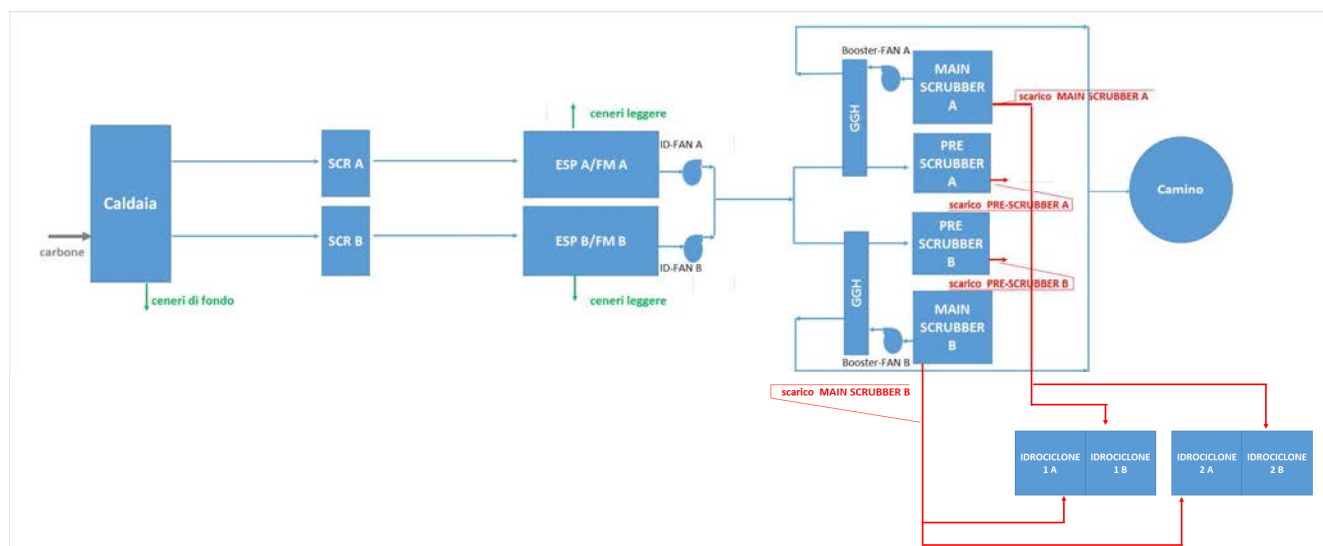 Booster-FAN A
MAIN
SCRUBBER
A
scarico MAIN SCRUBBER A
ceneri leggere
GGH
ID-FAN A
SCR A
ESP A/FM A
PRE
SCRUBBER
A
Caldaia
Camino
scarico PRE-SCRUBBER A
SCR B
ESP B/FM B
PRE
SCRUBBER
B
carbone
ID-FAN B
scarico PRE-SCRUBBER B
ceneri di fondo
ceneri leggere
GGH
MAIN
SCRUBBER
B
Booster-FAN B
scarico MAIN SCRUBBER B
IDROCICLONE
1 A
IDROCICLONE
1 B
IDROCICLONE
2 A
IDROCICLONE
2 B